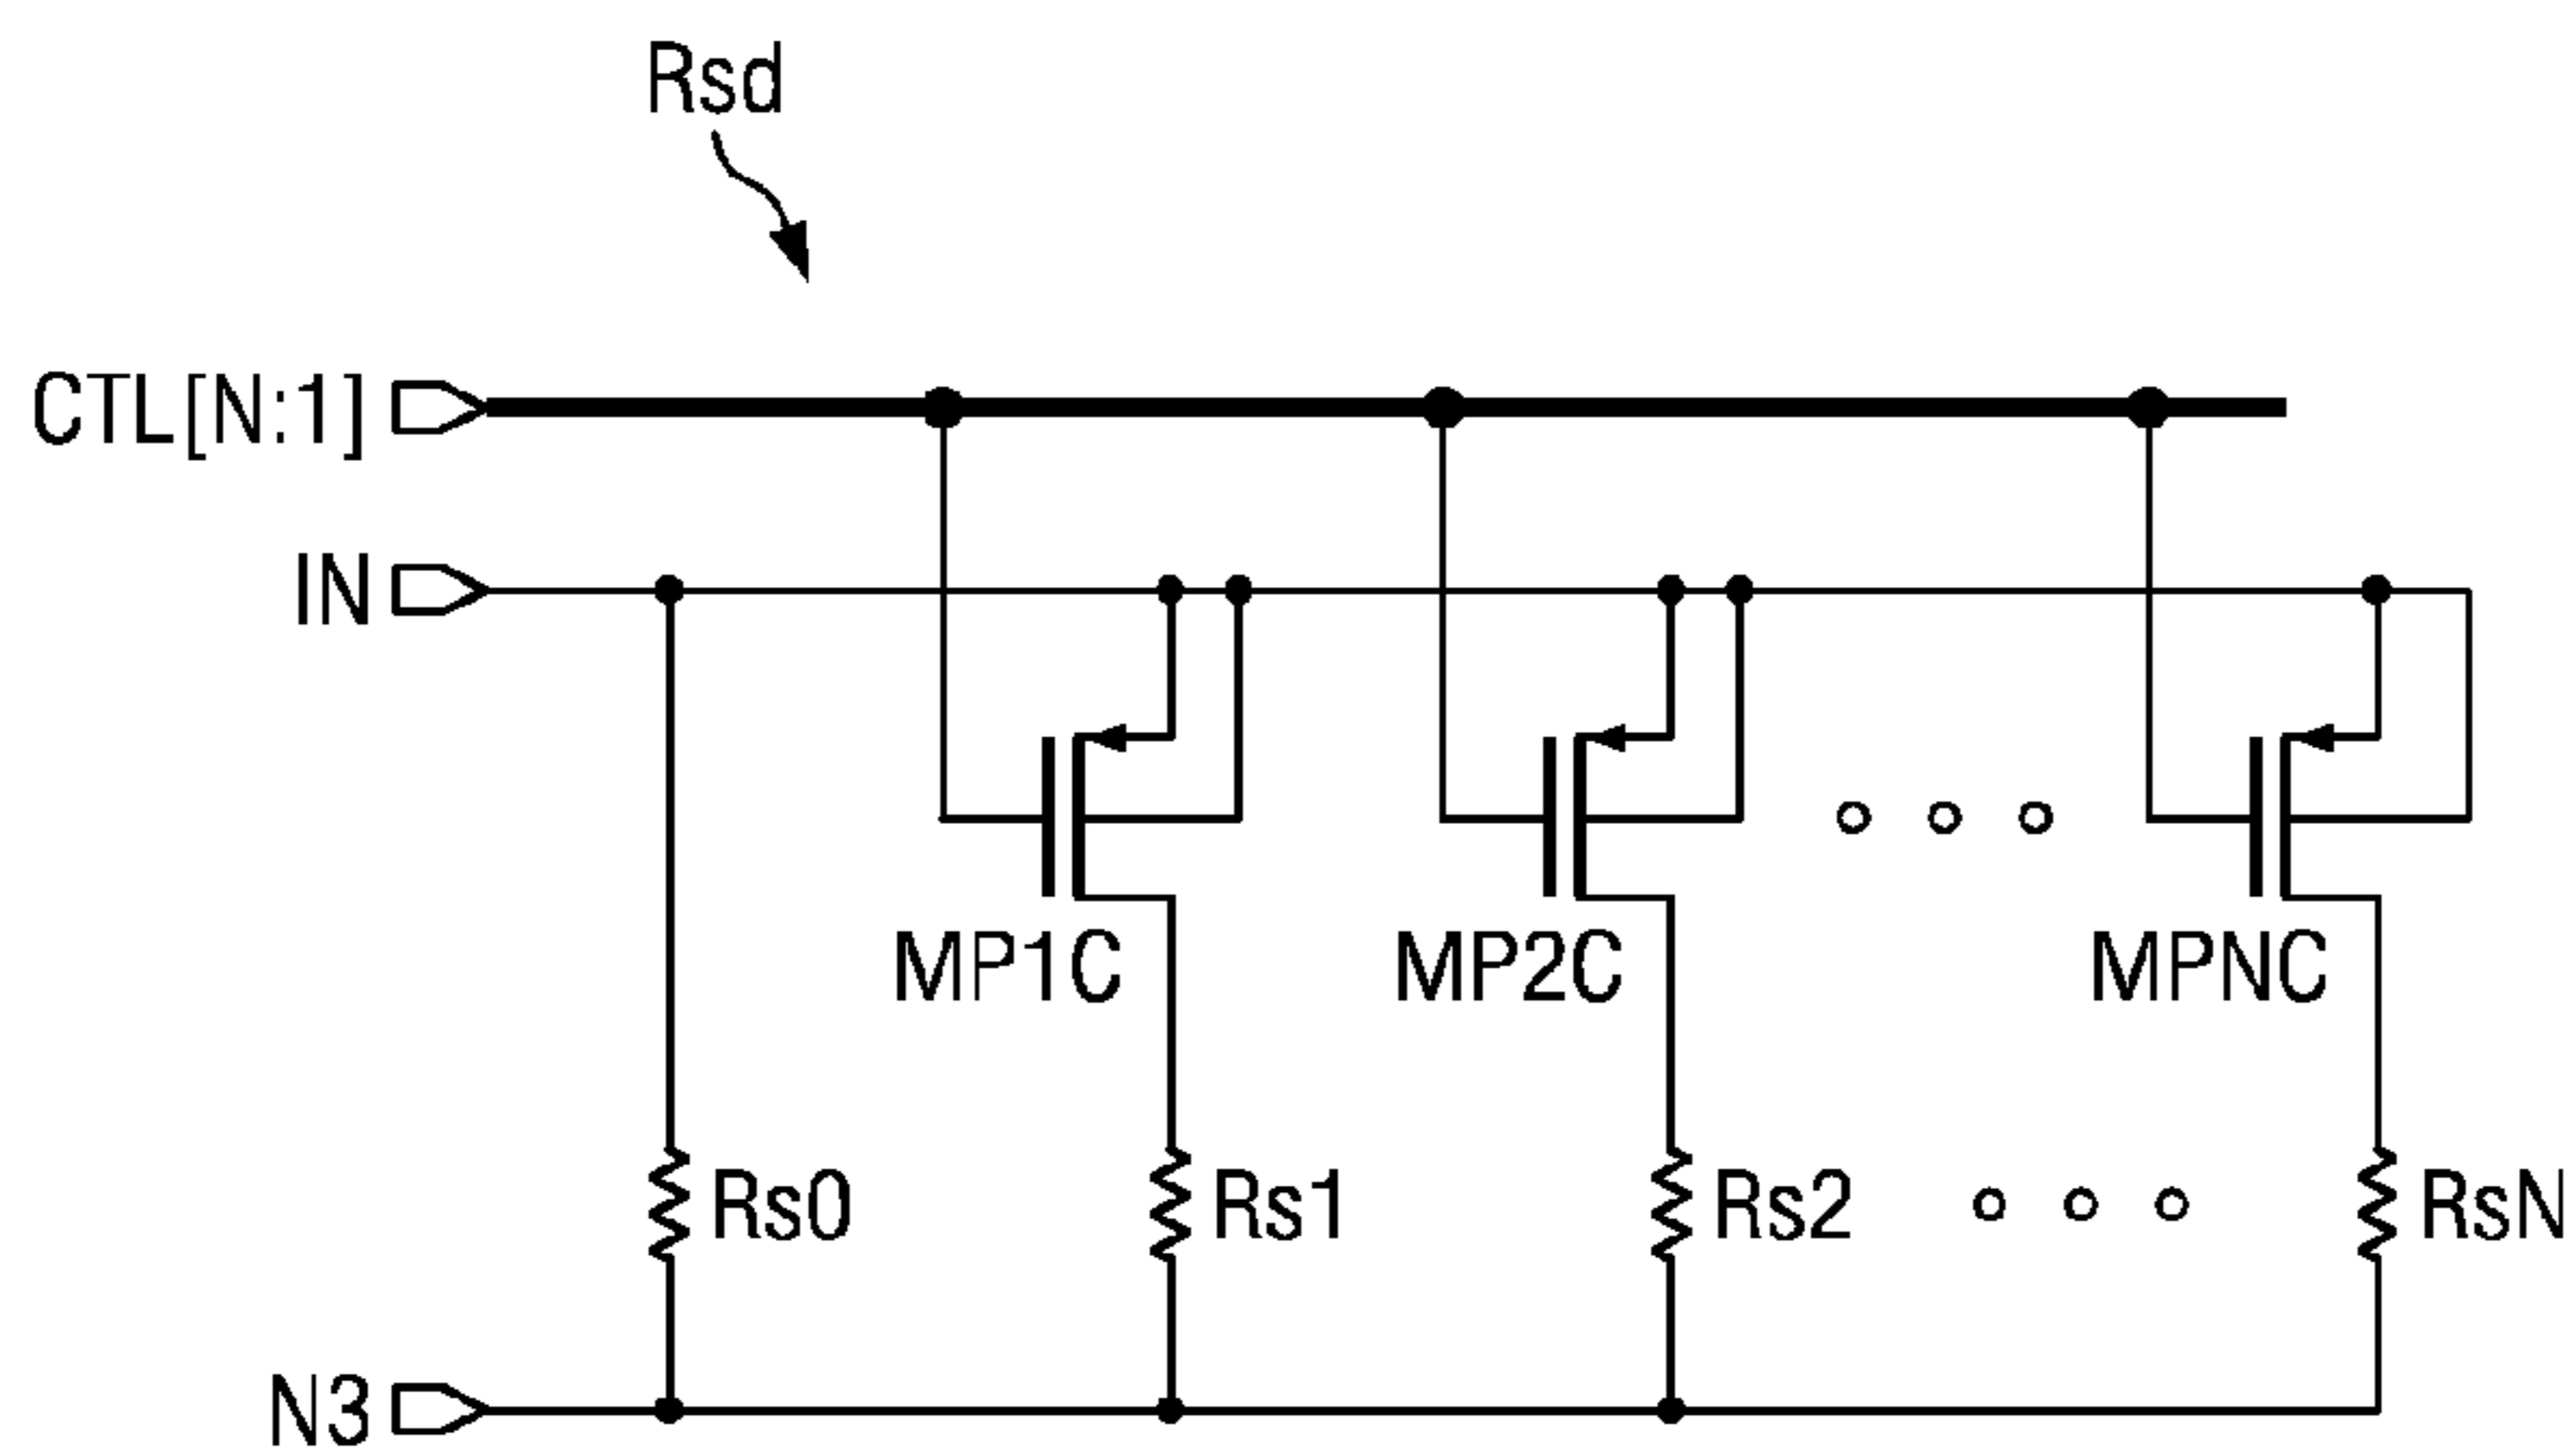 Rsd
CTL[N:1]
IN
MP1C
MP2C
MPNC
Rs0
Rs1
Rs2
RsN
N3